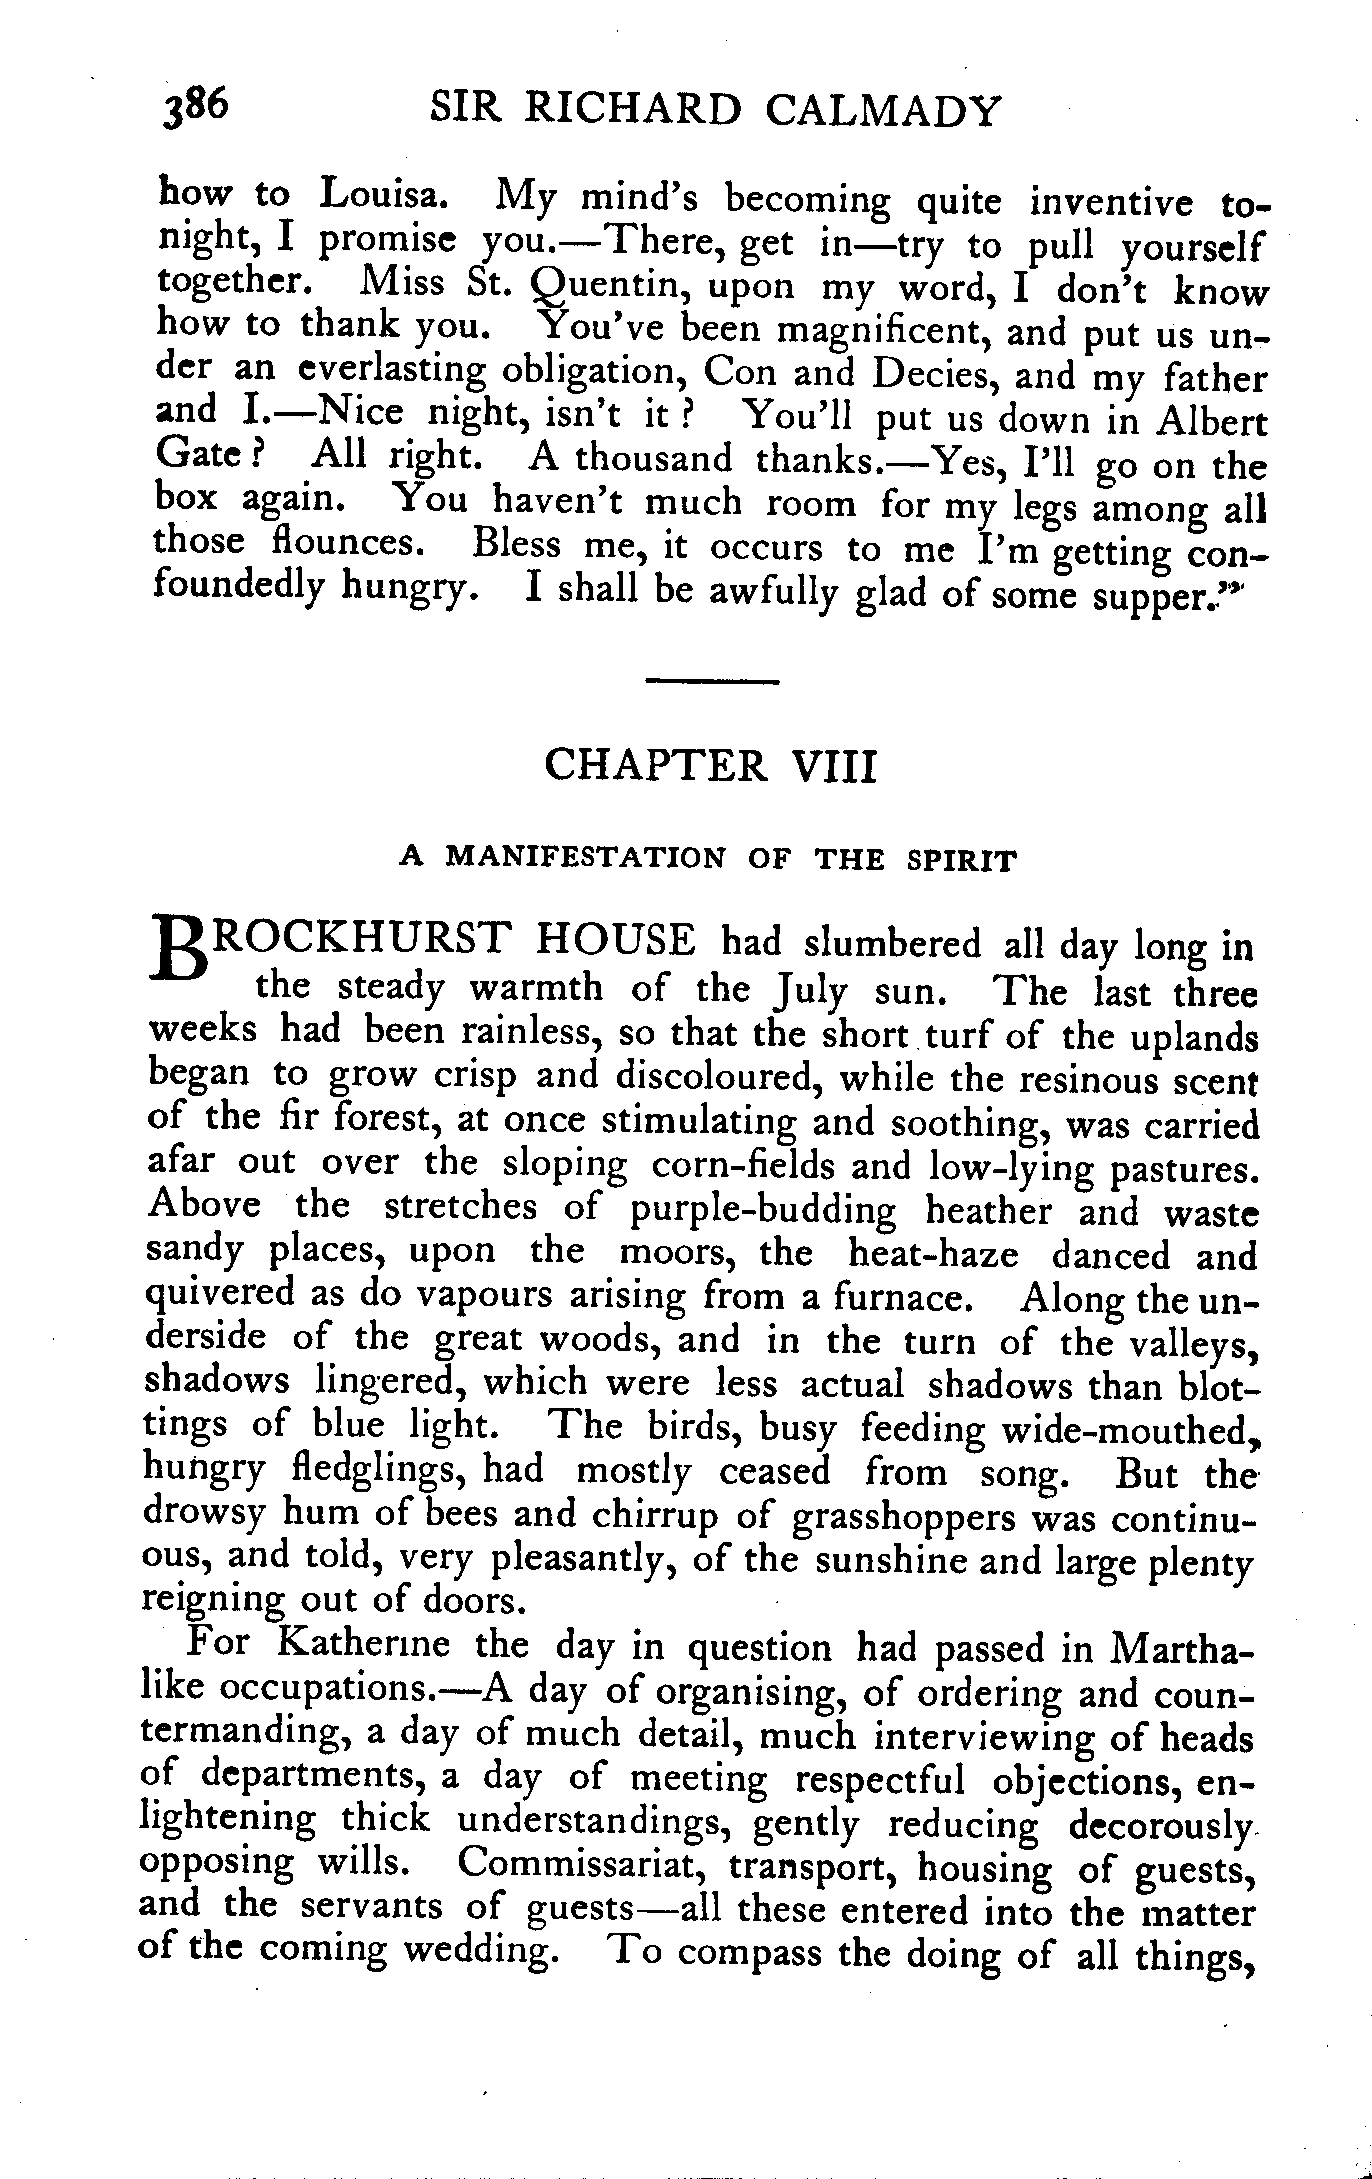 386 SIR RICHARD CALMADY
how to Louisa. My mind's becoming quite inventive to-
night, I promise you.—There, get in—try to pull yourself
together. Miss St. Quentin, upon my word, I don't know
how to thank you. You've been magnificent, and put us un-
der an everlasting obligation, Con and Decies, and my father
and I.—Nice night, isn't it? You'll put us down in Albert
Gate? All right. A thousand thanks.—Yes, I'll go on the
box again. You haven't much room for my legs among all
those flounces. Bless me, it occurs to me I'm getting con-
foundedly hungry. I shall be awfully glad of some supper."
CHAPTER VIII
A MANIFESTATION OF THE SPIRIT
BROCKHURST HOUSE had slumbered all day long in
the steady warmth of the July sun. The last three
weeks had been rainless, so that the short turf of the uplands
began to grow crisp and discoloured, while the resinous scent
of the fir forest, at once stimulating and soothing, was carried
afar out over the sloping corn-fields and low-lying pastures.
Above the stretches of purple-budding heather and waste
sandy places, upon the moors, the heat-haze danced and
quivered as do vapours arising from a furnace. Along the un-
derside of the great woods, and in the turn of the valleys,
shadows lingered, which were less actual shadows than blot-
tings of blue light. The birds, busy feeding wide-mouthed,
hungry fledglings, had mostly ceased from song. But the
drowsy hum of bees and chirrup of grasshoppers was continu-
ous, and told, very pleasantly, of the sunshine and large plenty
reigning out of doors.
For Katherine the day in question had passed in Martha-
like occupations.—A day of organising, of ordering and coun-
termanding, a day of much detail, much interviewing of heads
of departments, a day of meeting respectful objections, en-
lightening thick understandings, gently reducing decorously
opposing wills. Commissariat, transport, housing of guests,
and the servants of guests—all these entered into the matter
of the coming wedding. To compass the doing of all things,